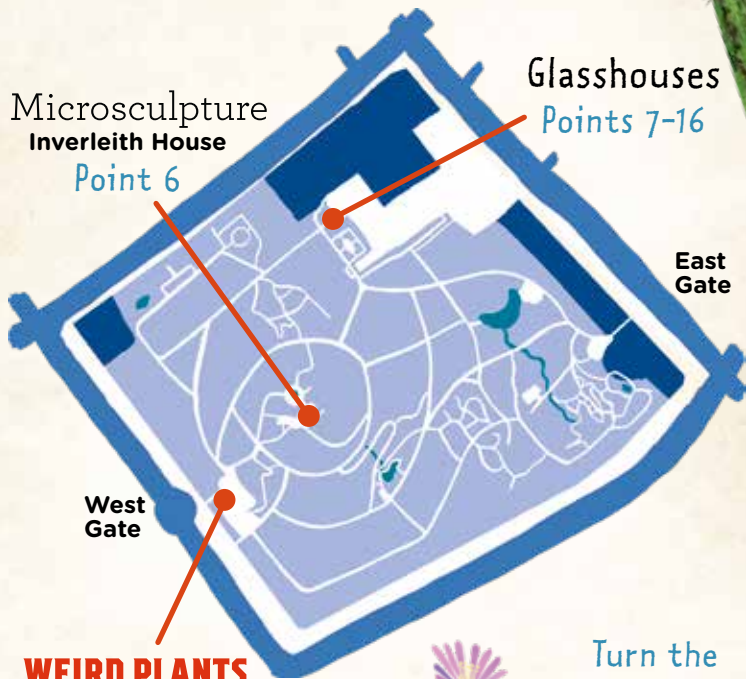 Microsculpture
Inverleith House
Point 6
Glasshouses
Points 7-16
East
Gate
West
Gate
WEIRD PLANTS
Turn the